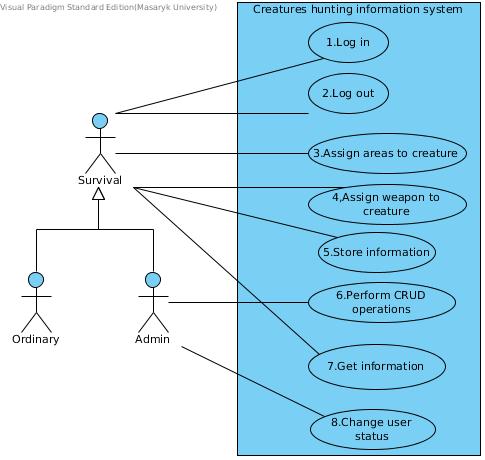 Visual Paradigm Standard Edition(Masaryk University)
Creatures hunting information system
1.Log in
2.Log out
3.Assign areas to creature
Survival
4,Assign weapon to
creature
5.Store information
6.Perform CRUD
operations
Ordinary
Admin
7.Get information
8.Change user
status